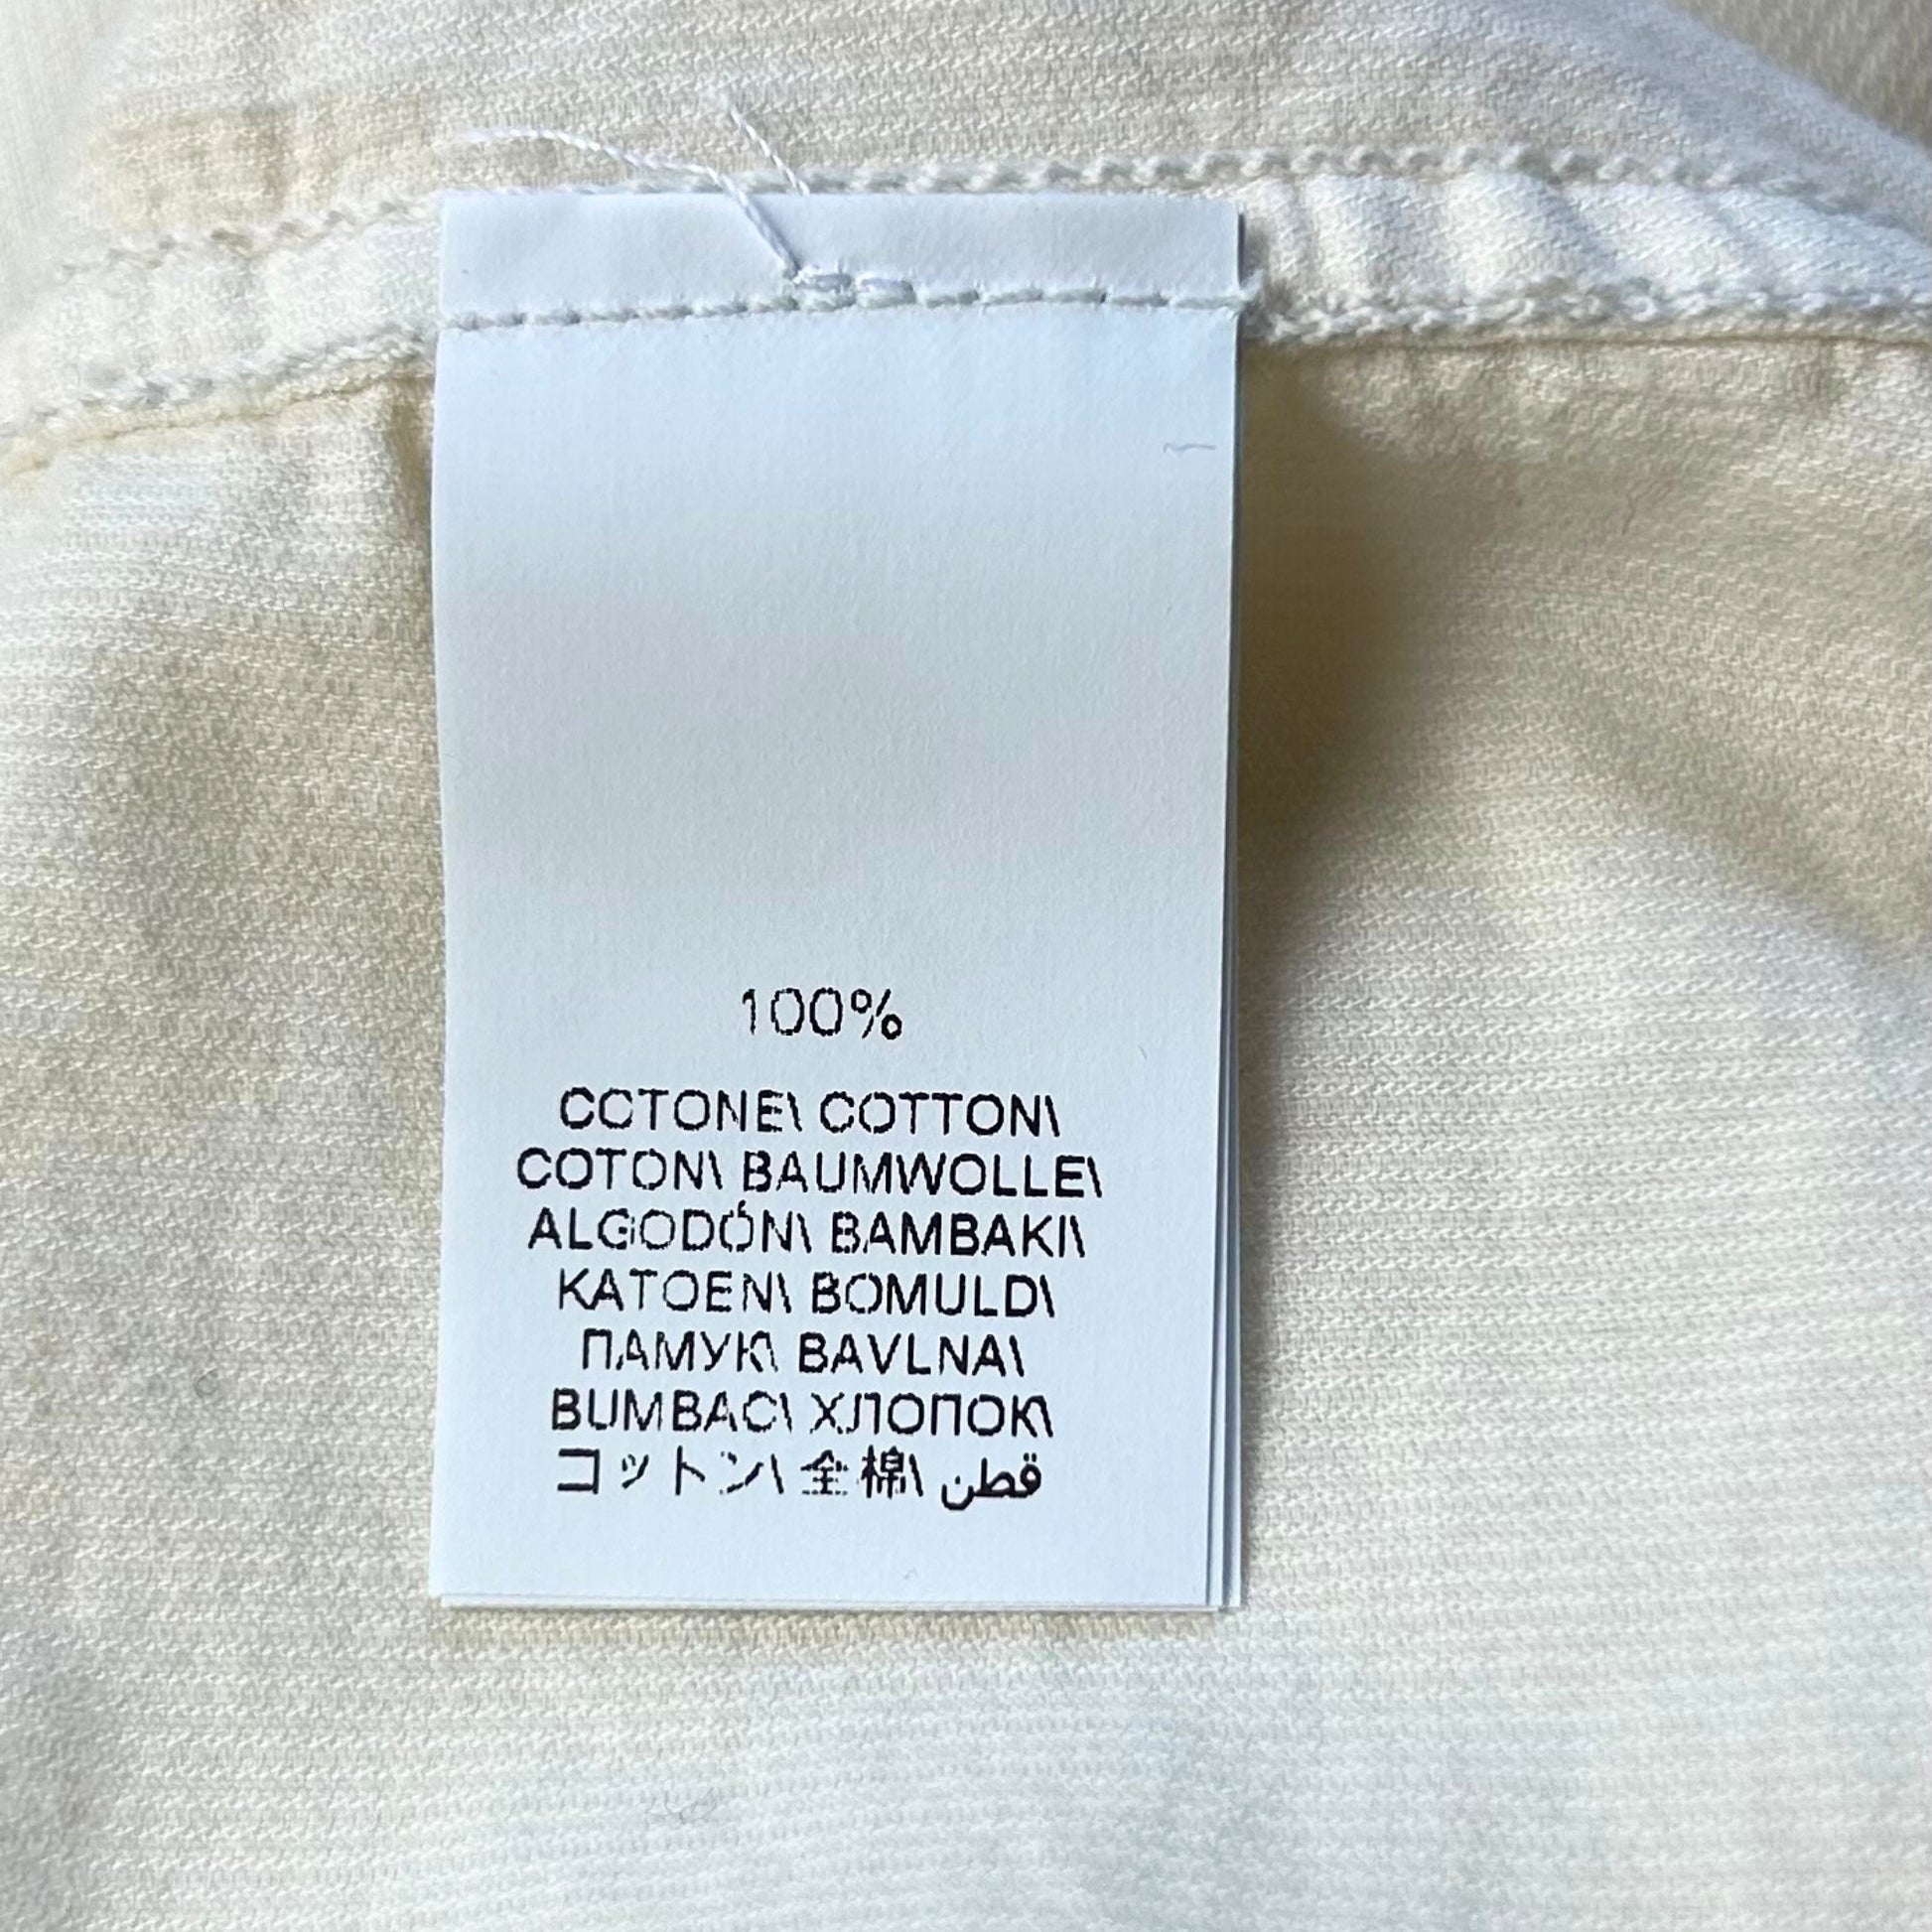 100%
COTONE\ COTTON\
COTON\ BAUMWOLLE\
ALGODÓN\ BAMBAKI\
KATOEN\ BOMULD\
ПАМУК\ BAVLNA\
BUMBAC\ ХЛОПОК\
コットン\ 全棉\ قطن